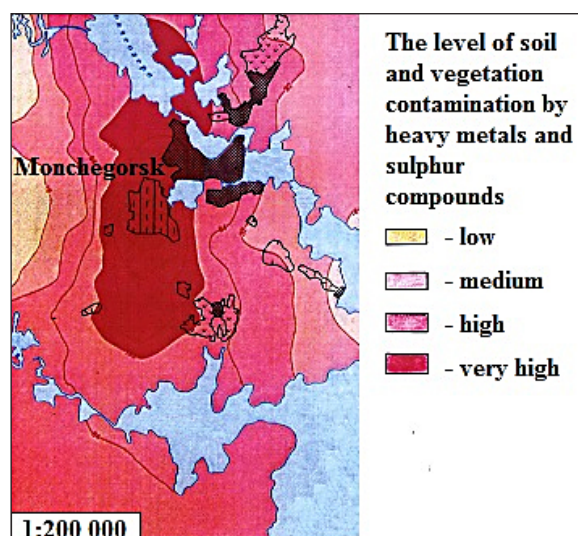 The level of soil
and vegetation
contamination by
heavy metals and
sulphur
compounds
Monchegorsk
- low
- medium
- high
- very high
1:200 000